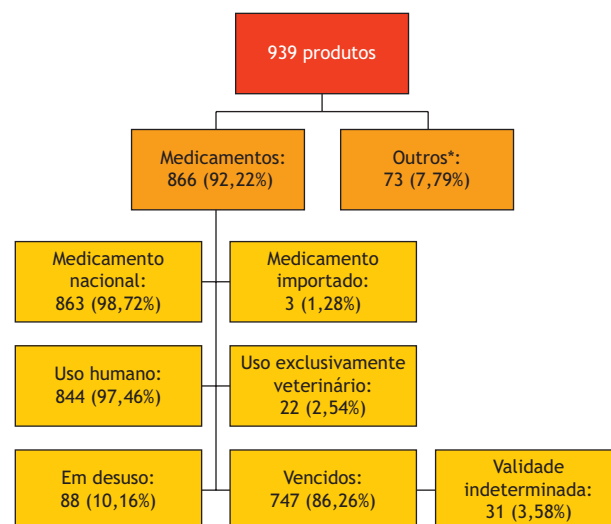 939 produtos
Medicamentos:
866 (92,22%)
Outros*:
73 (7,79%)
Medicamento
nacional:
863 (98,72%)
Medicamento
importado:
3 (1,28%)
Uso humano:
844 (97,46%)
Uso exclusivamente
veterinário:
22 (2,54%)
Em desuso:
88 (10,16%)
Vencidos:
747 (86,26%)
Validade
indeterminada:
31 (3,58%)